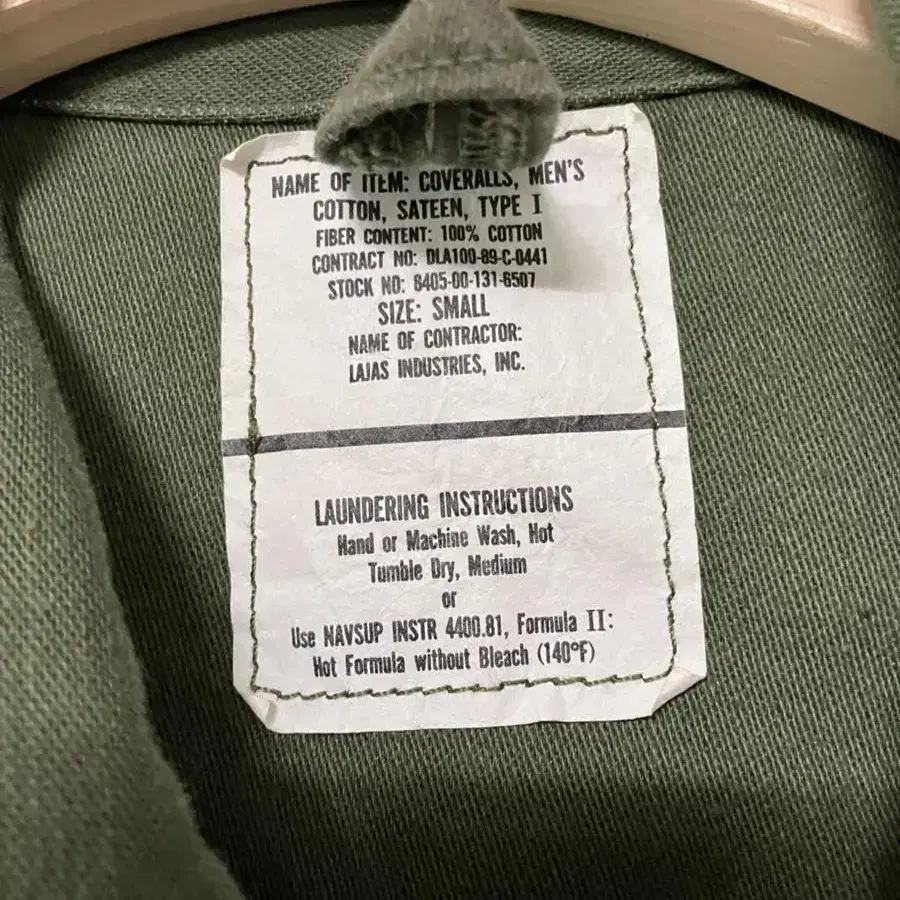 NAME OF ITEM: COVERALLS, MEN'S
COTTON, SATEEN, TYPE I
FIBER CONTENT: 100% COTTON
CONTRACT NO: DLA100-89-C-0441
STOCK NO: 8405-00-131-6507
SIZE: SMALL
NAME OF CONTRACTOR:
LAJAS INDUSTRIES, INC.
LAUNDERING INSTRUCTIONS
Hand or Machine Wash, Hot
Tumble Dry, Medium
or
Use NAVSUP INSTR 4400.81, Formula II:
Hot Formula without Bleach (140°F)